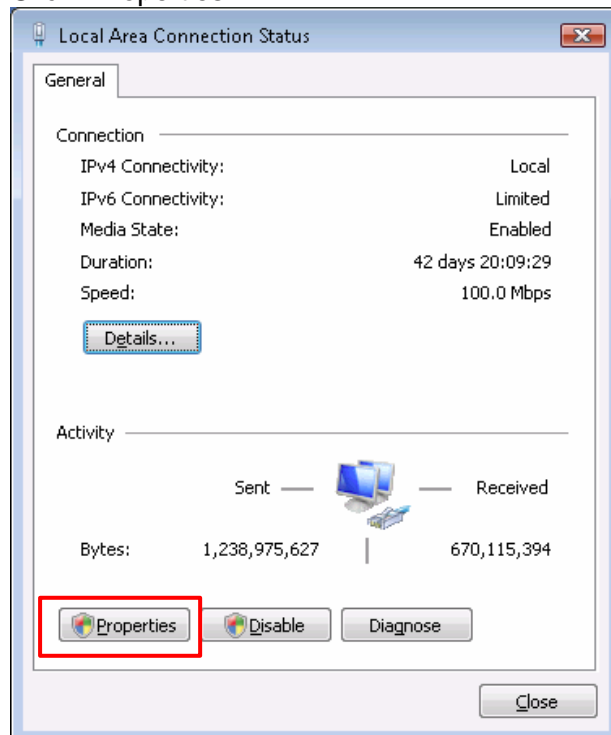 Local Area Connection Status
General
Connection
IPv4 Connectivity: Local
IPv6 Connectivity: Limited
Media State: Enabled
Duration: 42 days 20:09:29
Speed: 100.0 Mbps
Details...
Activity
Sent — — Received
Bytes: 1,238,975,627 | 670,115,394
Properties Disable Diagnose
Close